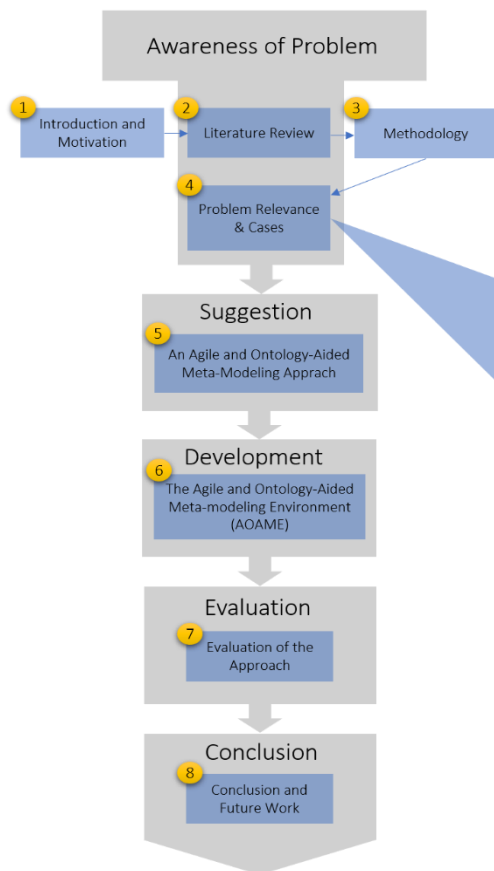 Awareness of Problem
1
Introduction and
Motivation
2
Literature Review
3
Methodology
4
Problem Relevance
& Cases
Suggestion
5
An Agile and Ontology-Aided
Meta-Modeling Apprach
Development
6
The Agile and Ontology-Aided
Meta-modeling Environment
(AOAME)
Evaluation
7
Evaluation of the
Approach
Conclusion
8
Conclusion and
Future Work